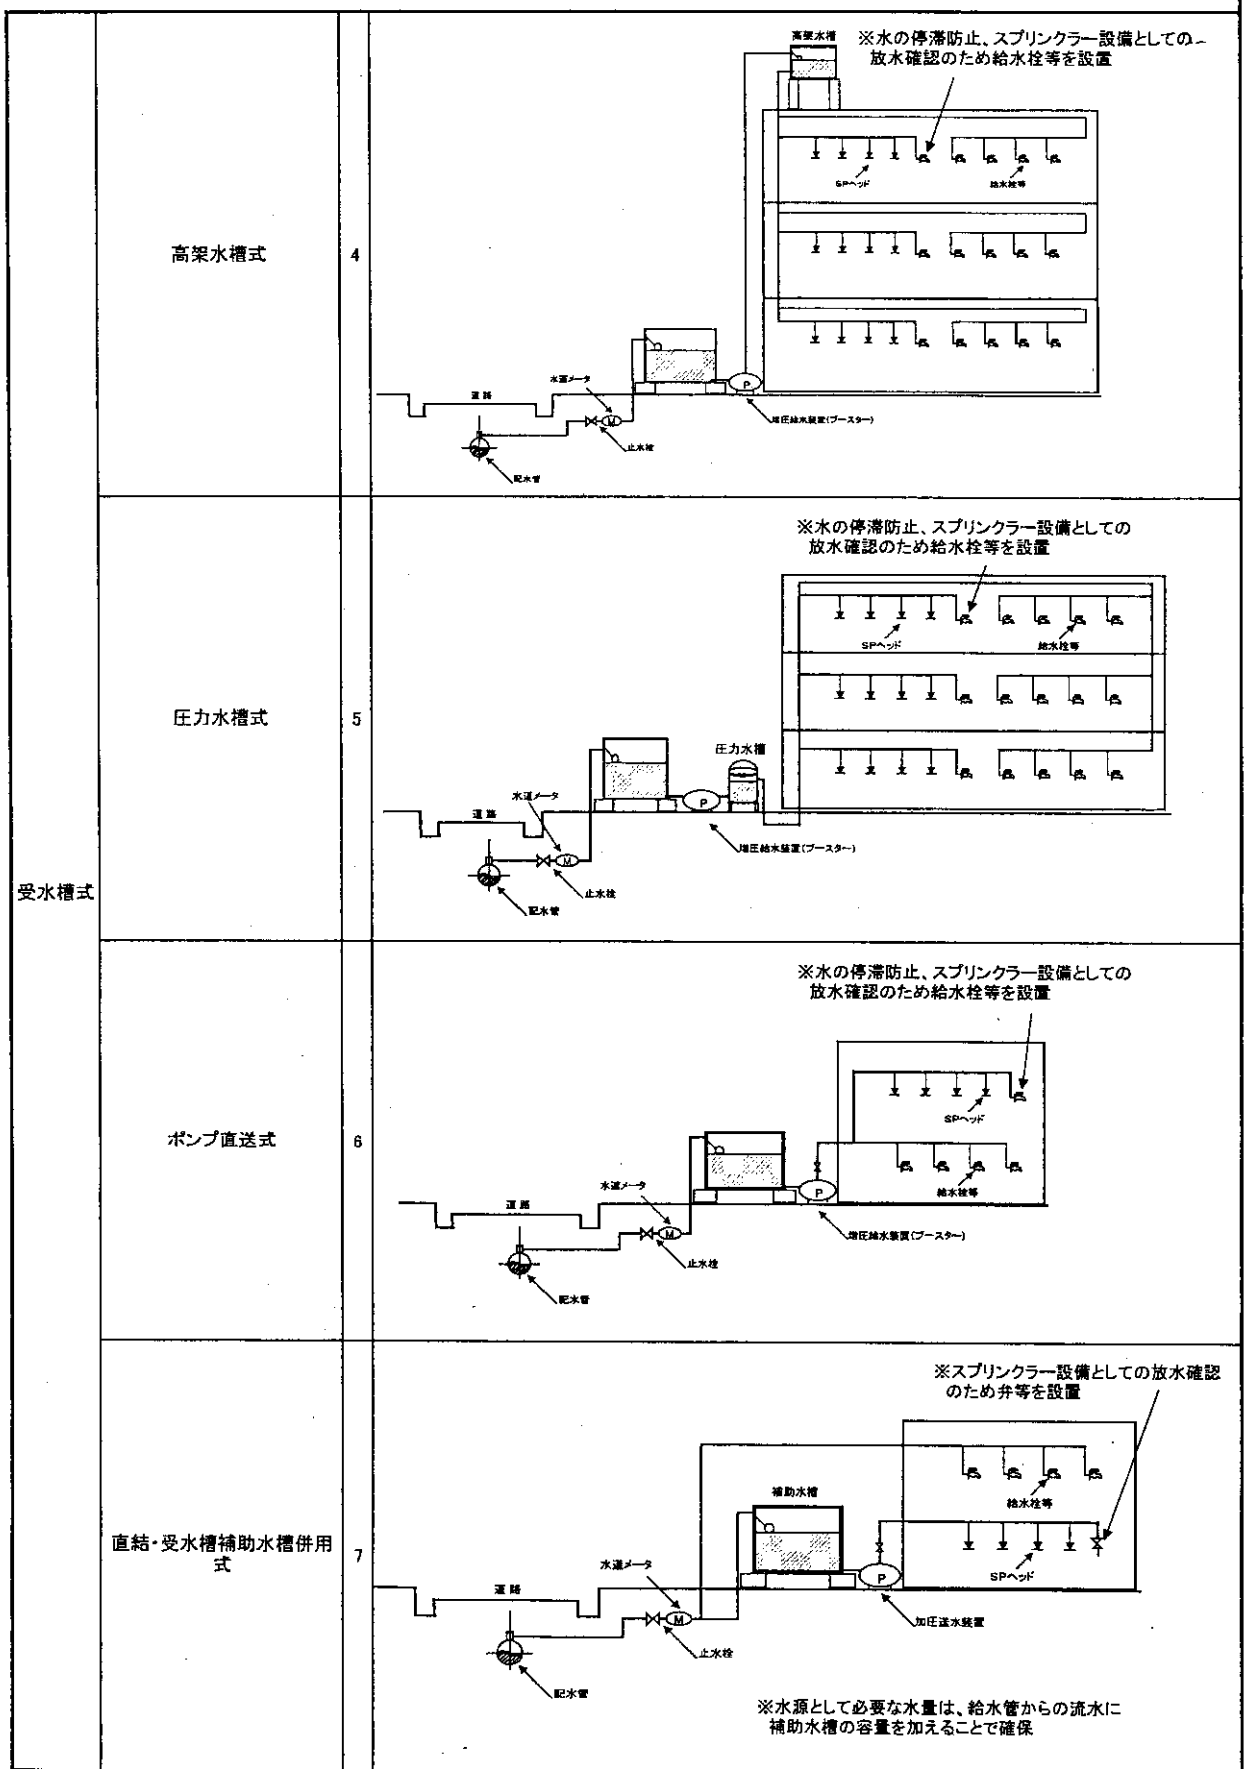 受水槽式
高架水槽式
4
高架水槽
※水の停滞防止、スプリンクラー設備としての
放水確認のため給水栓等を設置
SPヘッド
給水栓等
水道メータ
道路
P
M
増圧給水装置(ブースター)
止水栓
配水管
圧力水槽式
5
※水の停滞防止、スプリンクラー設備としての
放水確認のため給水栓等を設置
SPヘッド
給水栓等
圧力水槽
水道メータ
道路
P
M
増圧給水装置(ブースター)
止水栓
配水管
ポンプ直送式
6
※水の停滞防止、スプリンクラー設備としての
放水確認のため給水栓等を設置
SPヘッド
給水栓等
水道メータ
道路
P
M
増圧給水装置(ブースター)
止水栓
配水管
直結・受水槽補助水槽併用
式
7
※スプリンクラー設備としての放水確認
のため弁等を設置
給水栓等
補助水槽
SPヘッド
水道メータ
道路
P
M
加圧送水装置
止水栓
配水管
※水源として必要な水量は、給水管からの流水に
補助水槽の容量を加えることで確保